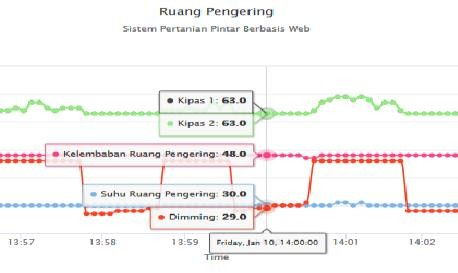 Ruang Pengering
Sistem Pertanian Pintar Berbasis Web
Kipas 1: 63.0
Kipas 2: 63.0
Kelembaban Ruang Pengering: 48.0
Suhu Ruang Pengering: 30.0
Dimming: 29.0
13:57 13:58 13:59 Friday, Jan 10, 14:00:00 14:01 14:02
Time